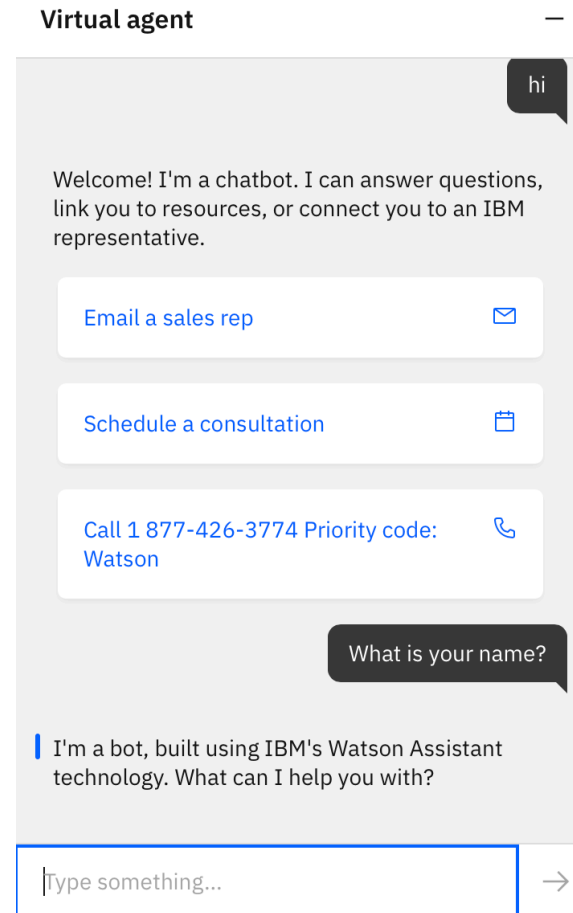 Virtual agent
hi
Welcome! I'm a chatbot. I can answer questions,
link you to resources, or connect you to an IBM
representative.
Email a sales rep
Schedule a consultation
Call 1 877-426-3774 Priority code:
Watson
What is your name?
I'm a bot, built using IBM's Watson Assistant
technology. What can I help you with?
Type something...